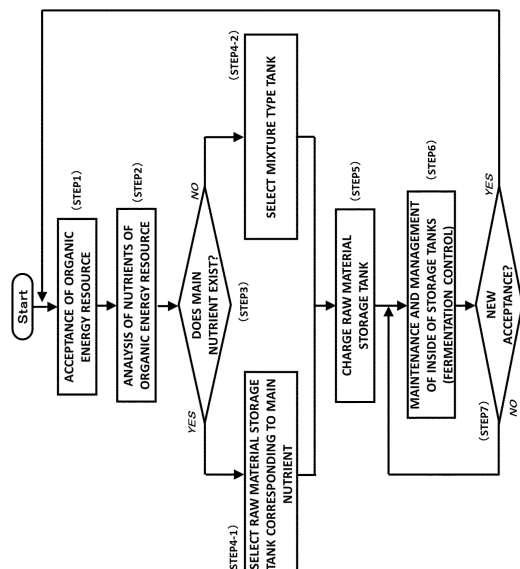 Start
(STEP1)
ACCEPTANCE OF ORGANIC
ENERGY RESOURCE
(STEP2)
ANALYSIS OF NUTRIENTS OF
ORGANIC ENERGY RESOURCE
DOES MAIN
NUTRIENT EXIST?
(STEP3)
YES
NO
(STEP4-1)
SELECT RAW MATERIAL STORAGE
TANK CORRESPONDING TO MAIN
NUTRIENT
(STEP4-2)
SELECT MIXTURE TYPE TANK
(STEP5)
CHARGE RAW MATERIAL
STORAGE TANK
(STEP6)
MAINTENANCE AND MANAGEMENT
OF INSIDE OF STORAGE TANKS
(FERMENTATION CONTROL)
(STEP7)
NEW
ACCEPTANCE?
YES
NO